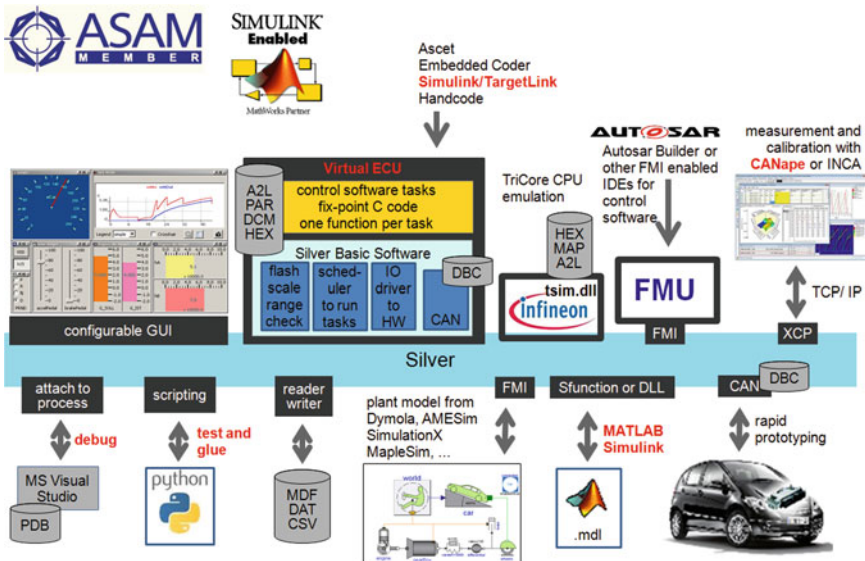 ASAM
MEMBER
SIMULINK®
Enabled
MathWorks Partner
Ascet
Embedded Coder
Simulink/TargetLink
Handcode
Virtual ECU
A2L
PAR
DCM
HEX
control software tasks
fix-point C code
one function per task
Silver Basic Software
flash
scale
range
check
sched-
uler
to run
tasks
IO
driver
to
HW
CAN
DBC
TriCore CPU
emulation
HEX
MAP
A2L
tsim.dll
infineon
AUTOSAR
Autosar Builder or
other FMI enabled
IDEs for
control
software
FMU
FMI
measurement and
calibration with
CANape or INCA
TCP/ IP
XCP
configurable GUI
Silver
attach to
process
debug
MS Visual
Studio
PDB
scripting
test and
glue
python
reader
writer
MDF
DAT
CSV
plant model from
Dymola, AMESim
SimulationX
MapleSim, ...
FMI
world
car
Sfunction or DLL
MATLAB
Simulink
.mdl
CAN
DBC
rapid
prototyping